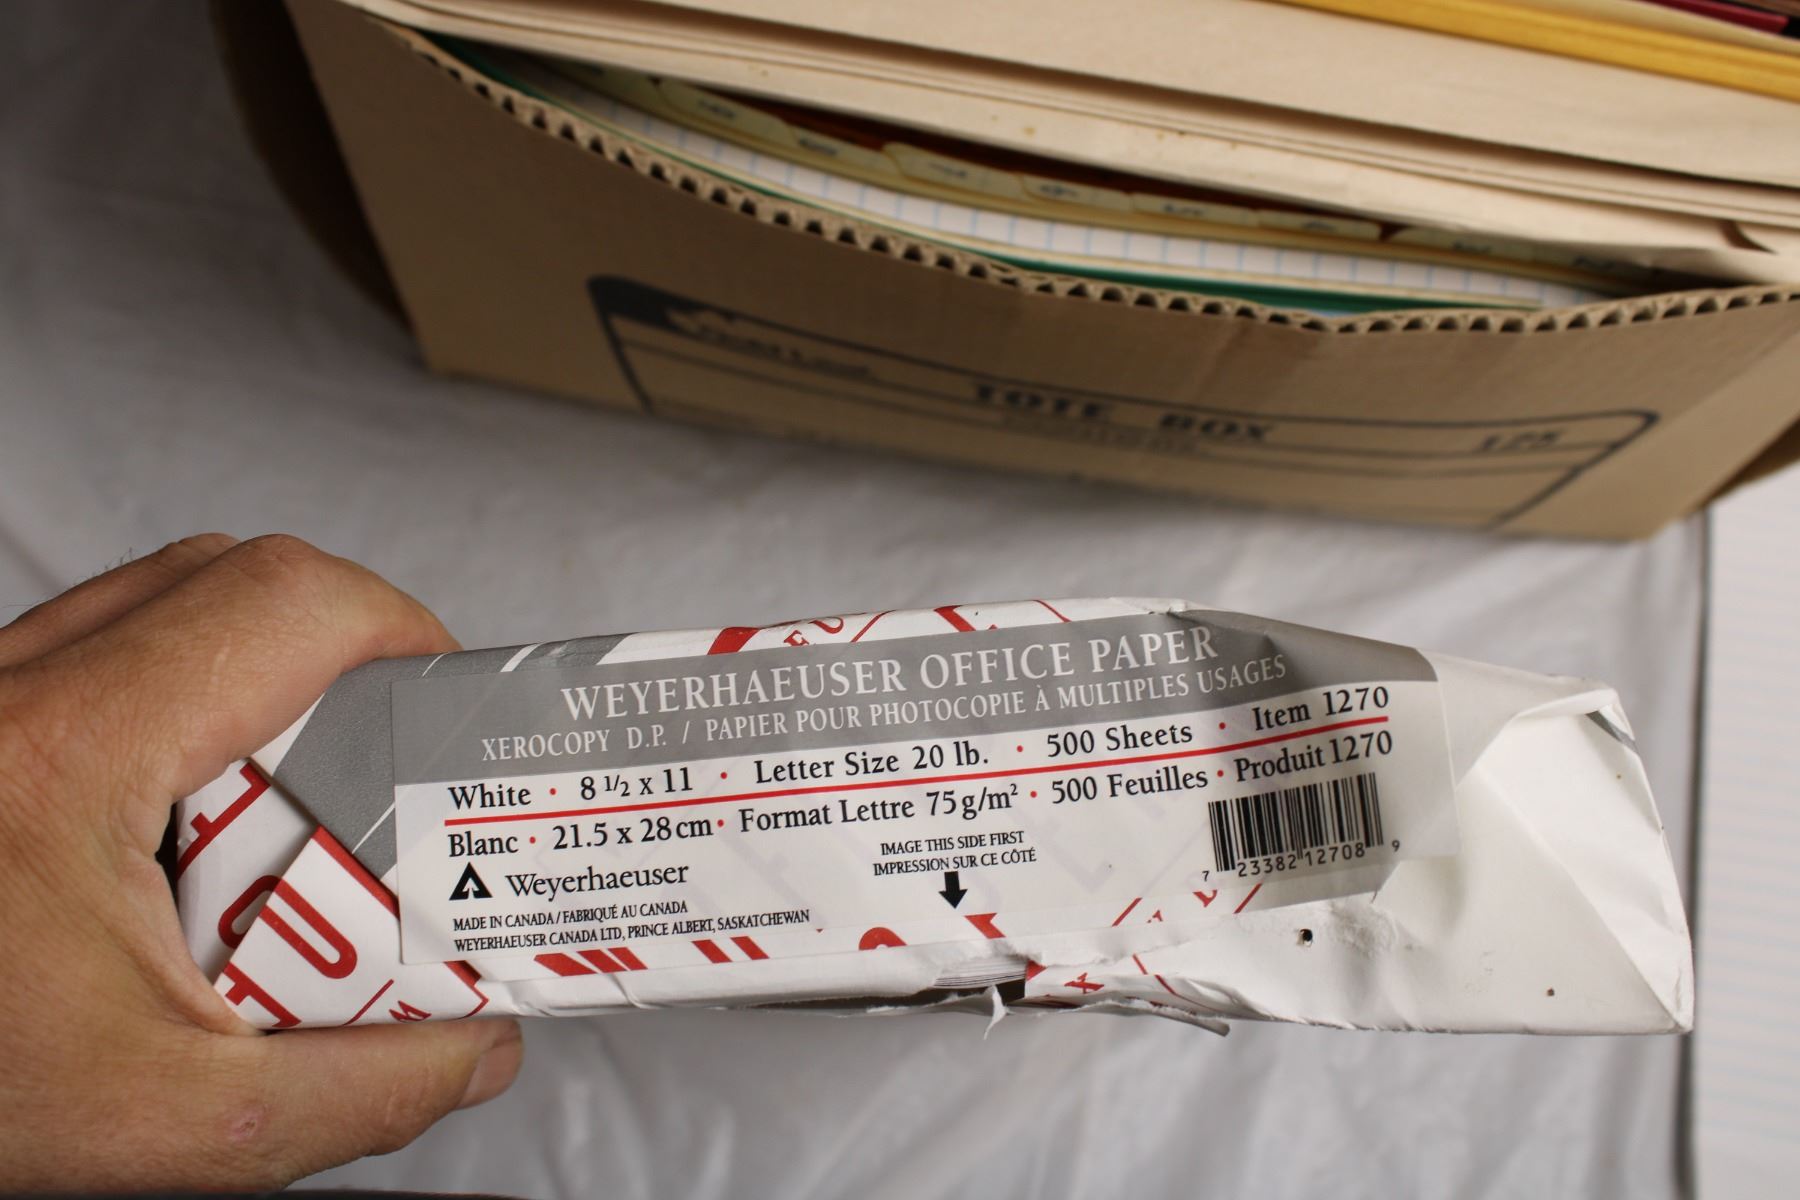 TOTE BOX 175
WEYERHAEUSER OFFICE PAPER
XEROCOPY D.P. / PAPIER POUR PHOTOCOPIE À MULTIPLES USAGES
White · 8 1/2 x 11 · Letter Size 20 lb. · 500 Sheets · Item 1270
Blanc · 21.5 x 28 cm · Format Lettre 75 g/m² · 500 Feuilles · Produit 1270
IMAGE THIS SIDE FIRST
IMPRESSION SUR CE CÔTÉ
Weyerhaeuser
MADE IN CANADA / FABRIQUÉ AU CANADA
WEYERHAEUSER CANADA LTD, PRINCE ALBERT, SASKATCHEWAN
7 23382 12708 9